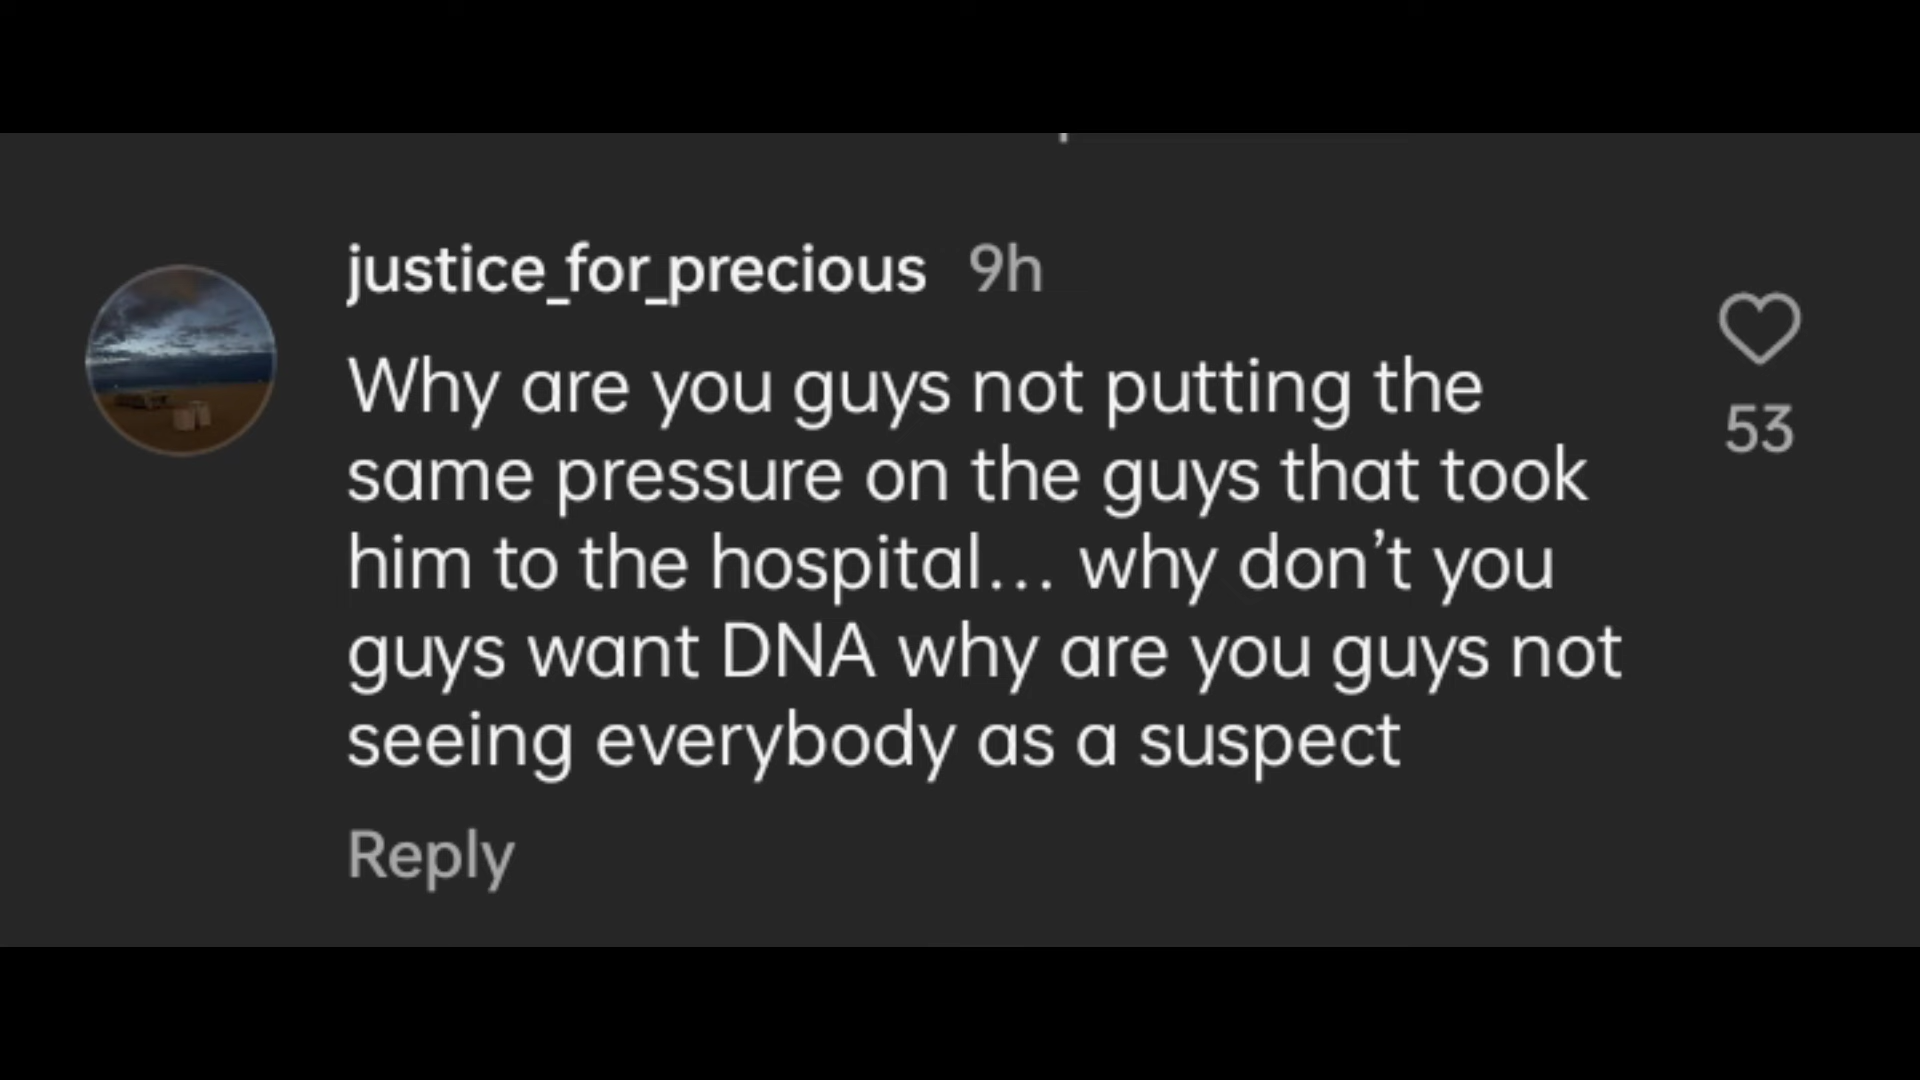 justice_for_precious 9h
Why are you guys not putting the
same pressure on the guys that took
him to the hospital... why don’t you
guys want DNA why are you guys not
seeing everybody as a suspect
53
Reply